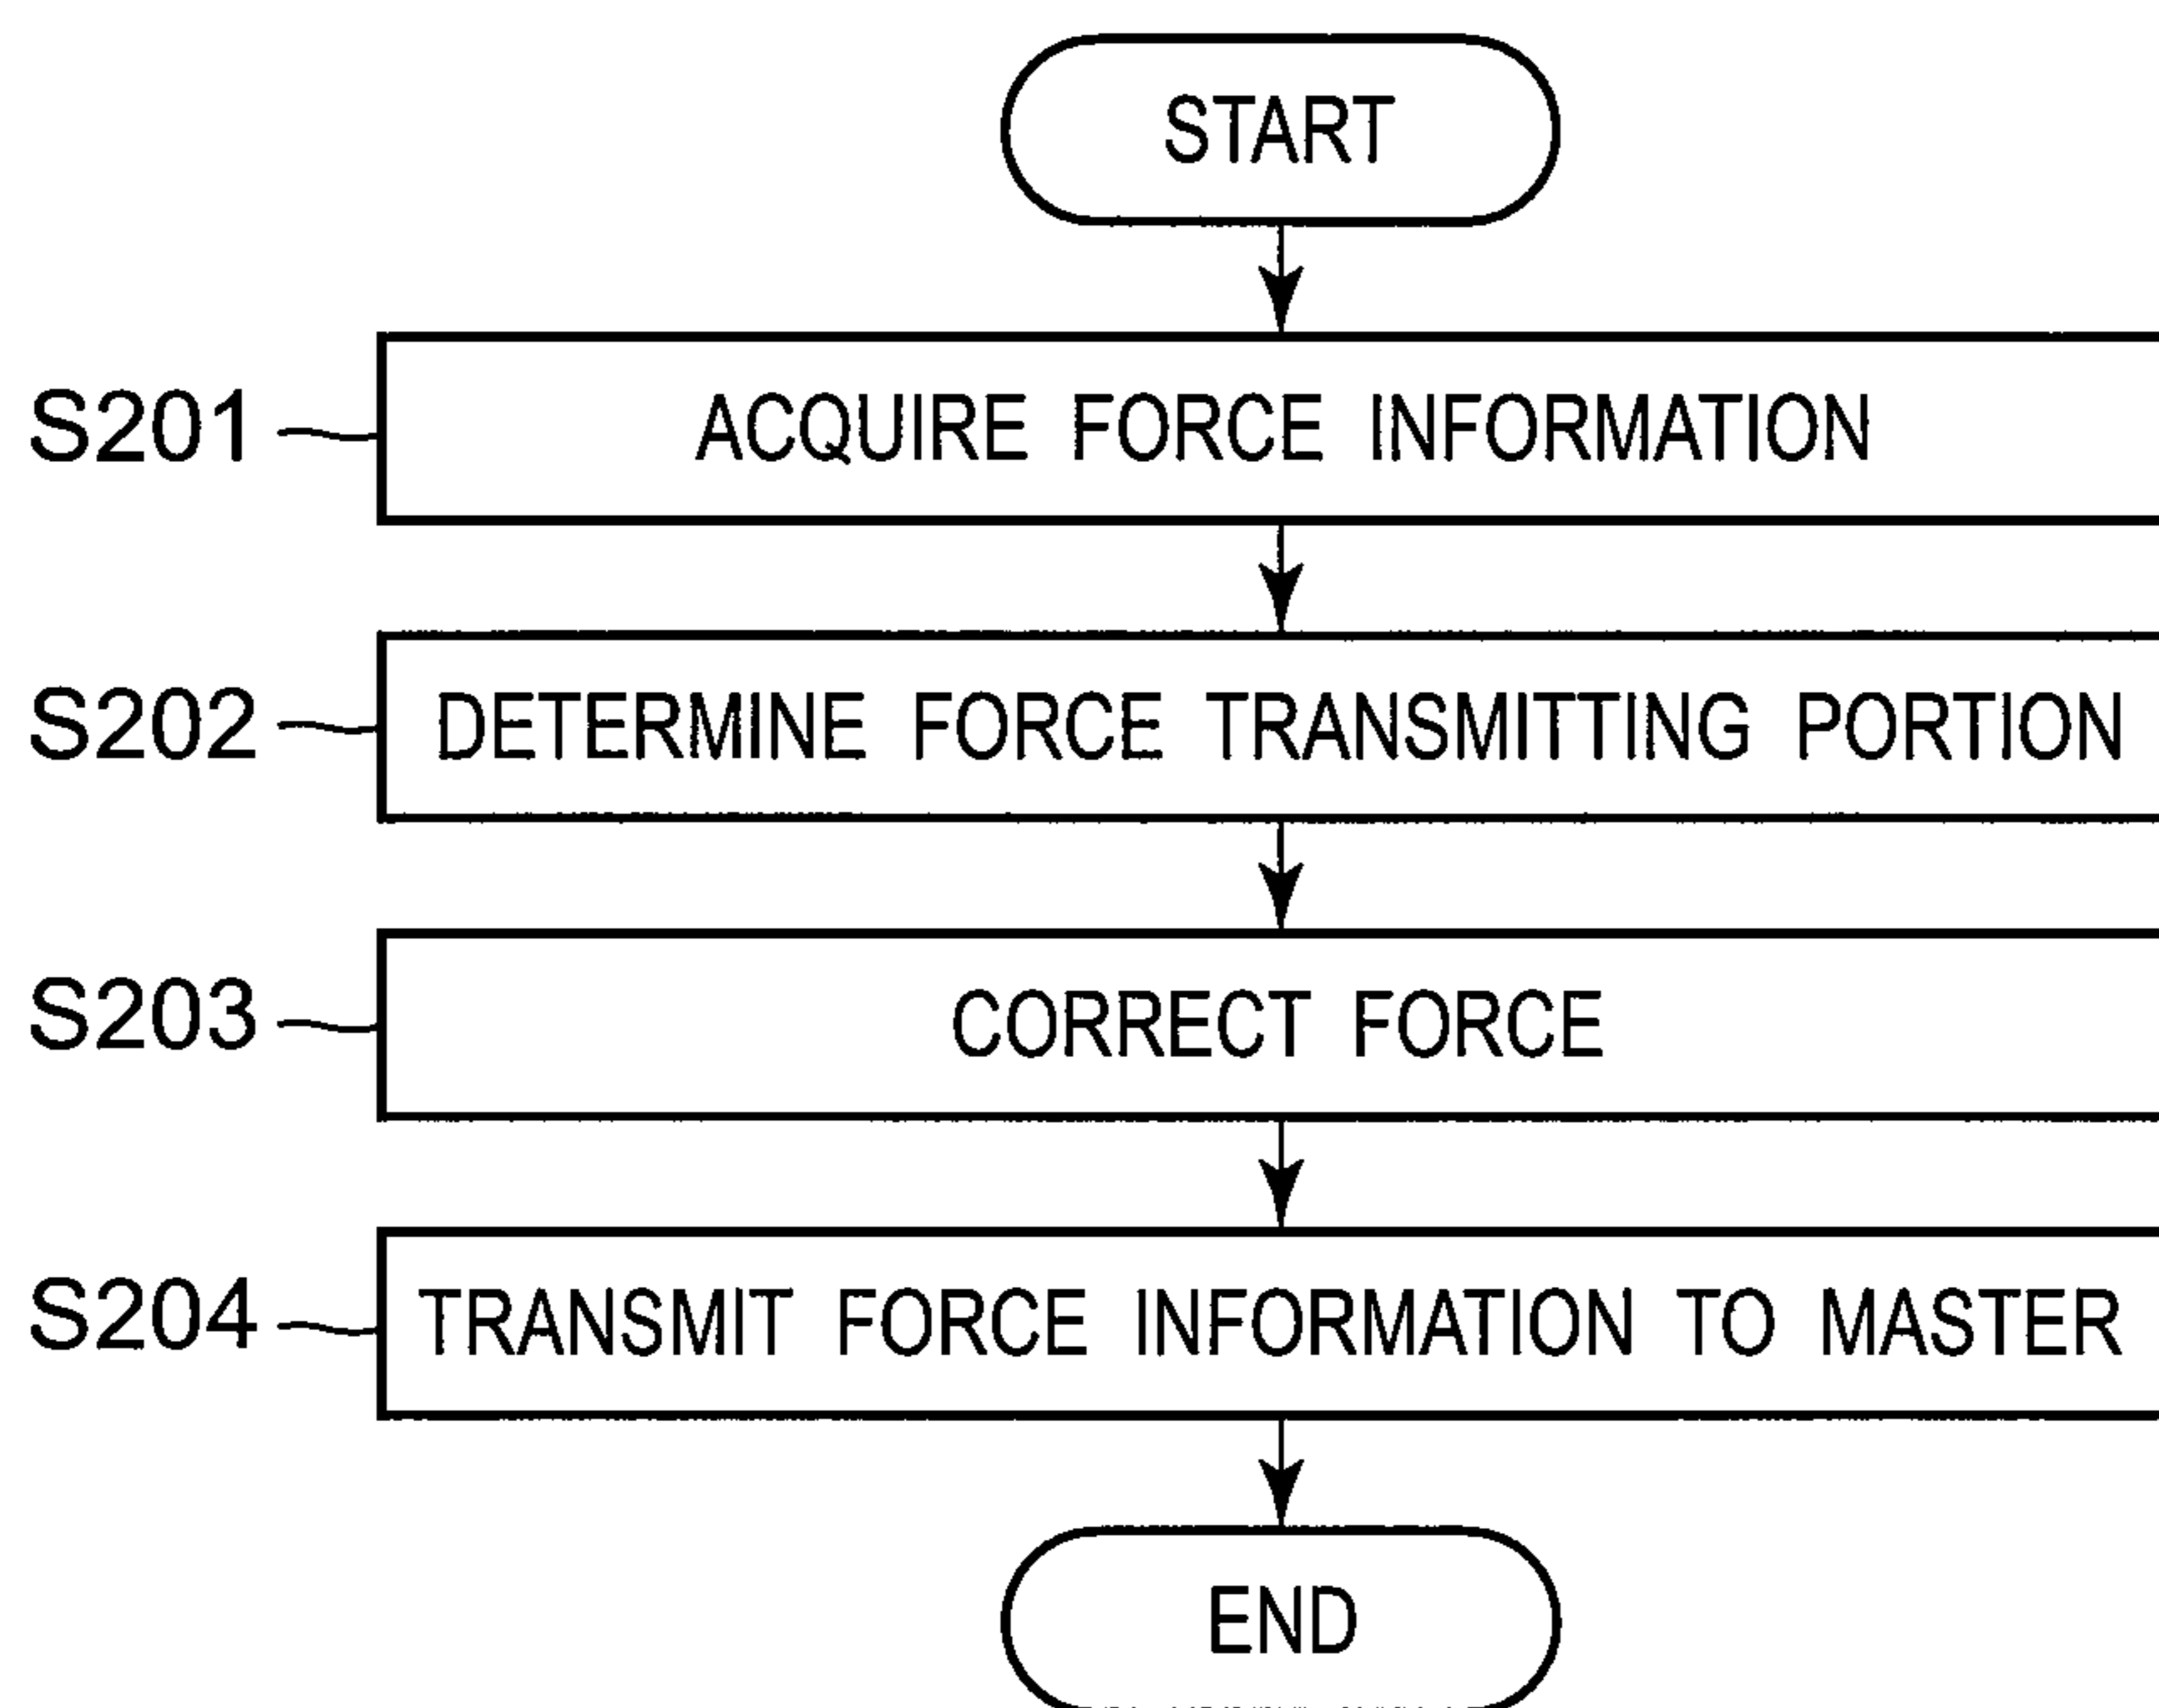 START
S201
ACQUIRE FORCE INFORMATION
S202
DETERMINE FORCE TRANSMITTING PORTION
S203
CORRECT FORCE
S204
TRANSMIT FORCE INFORMATION TO MASTER
END